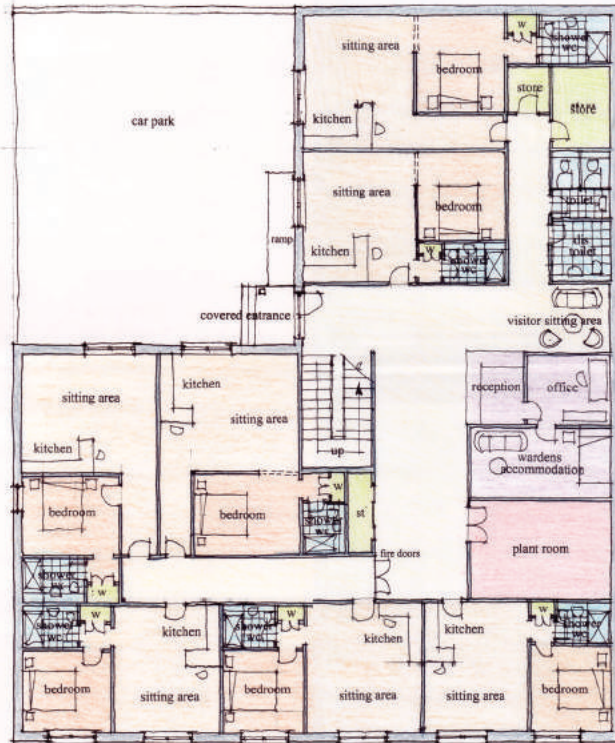 w
shower
wc
sitting area
bedroom
store
store
car park
kitchen
toilet
sitting area
bedroom
dis
toilet
ramp
kitchen
w
shower
wc
covered entrance
visitor sitting area
sitting area
kitchen
reception
office
sitting area
kitchen
up
wardens
accommodation
bedroom
bedroom
w
st
shower
wc
plant room
fire doors
shower
wc
w
shower
wc
w
kitchen
shower
wc
w
kitchen
kitchen
w
shower
wc
bedroom
sitting area
bedroom
sitting area
sitting area
bedroom